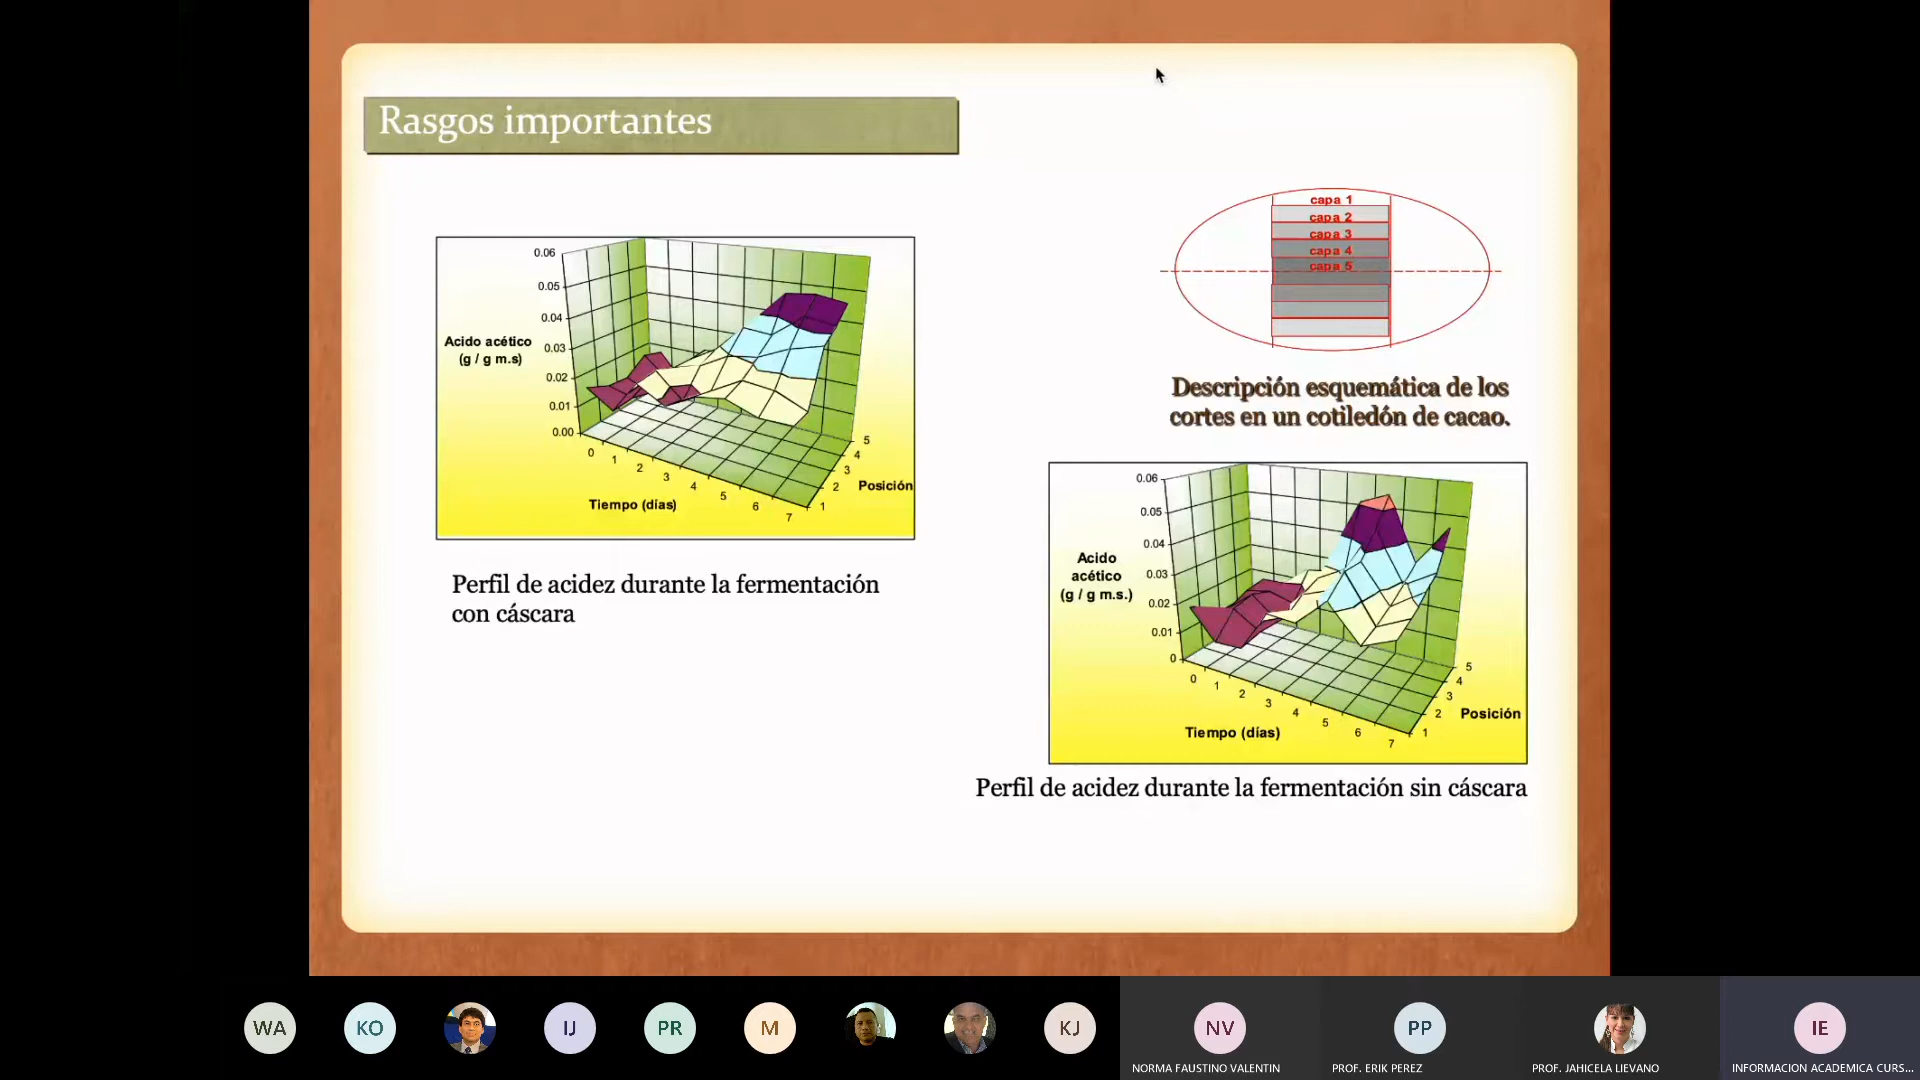 Rasgos importantes
capa 1
capa 2
capa 3
capa 4
capa 5
Descripción esquemática de los
cortes en un cotiledón de cacao.
0.06
0.05
0.04
0.03
0.02
0.01
0.00
Acido acético
(g / g m.s)
0
1
2
3
4
5
6
7
Tiempo (días)
5
4
3
2
1
Posición
Perfil de acidez durante la fermentación
con cáscara
0.06
0.05
0.04
0.03
0.02
0.01
0
Acido
acético
(g / g m.s.)
0
1
2
3
4
5
6
7
Tiempo (días)
5
4
3
2
1
Posición
Perfil de acidez durante la fermentación sin cáscara
WA
KO
IJ
PR
M
KJ
NV
PP
IE
NORMA FAUSTINO VALENTIN
PROF. ERIK PEREZ
PROF. JAHICELA LIEVANO
INFORMACION ACADEMICA CURS...